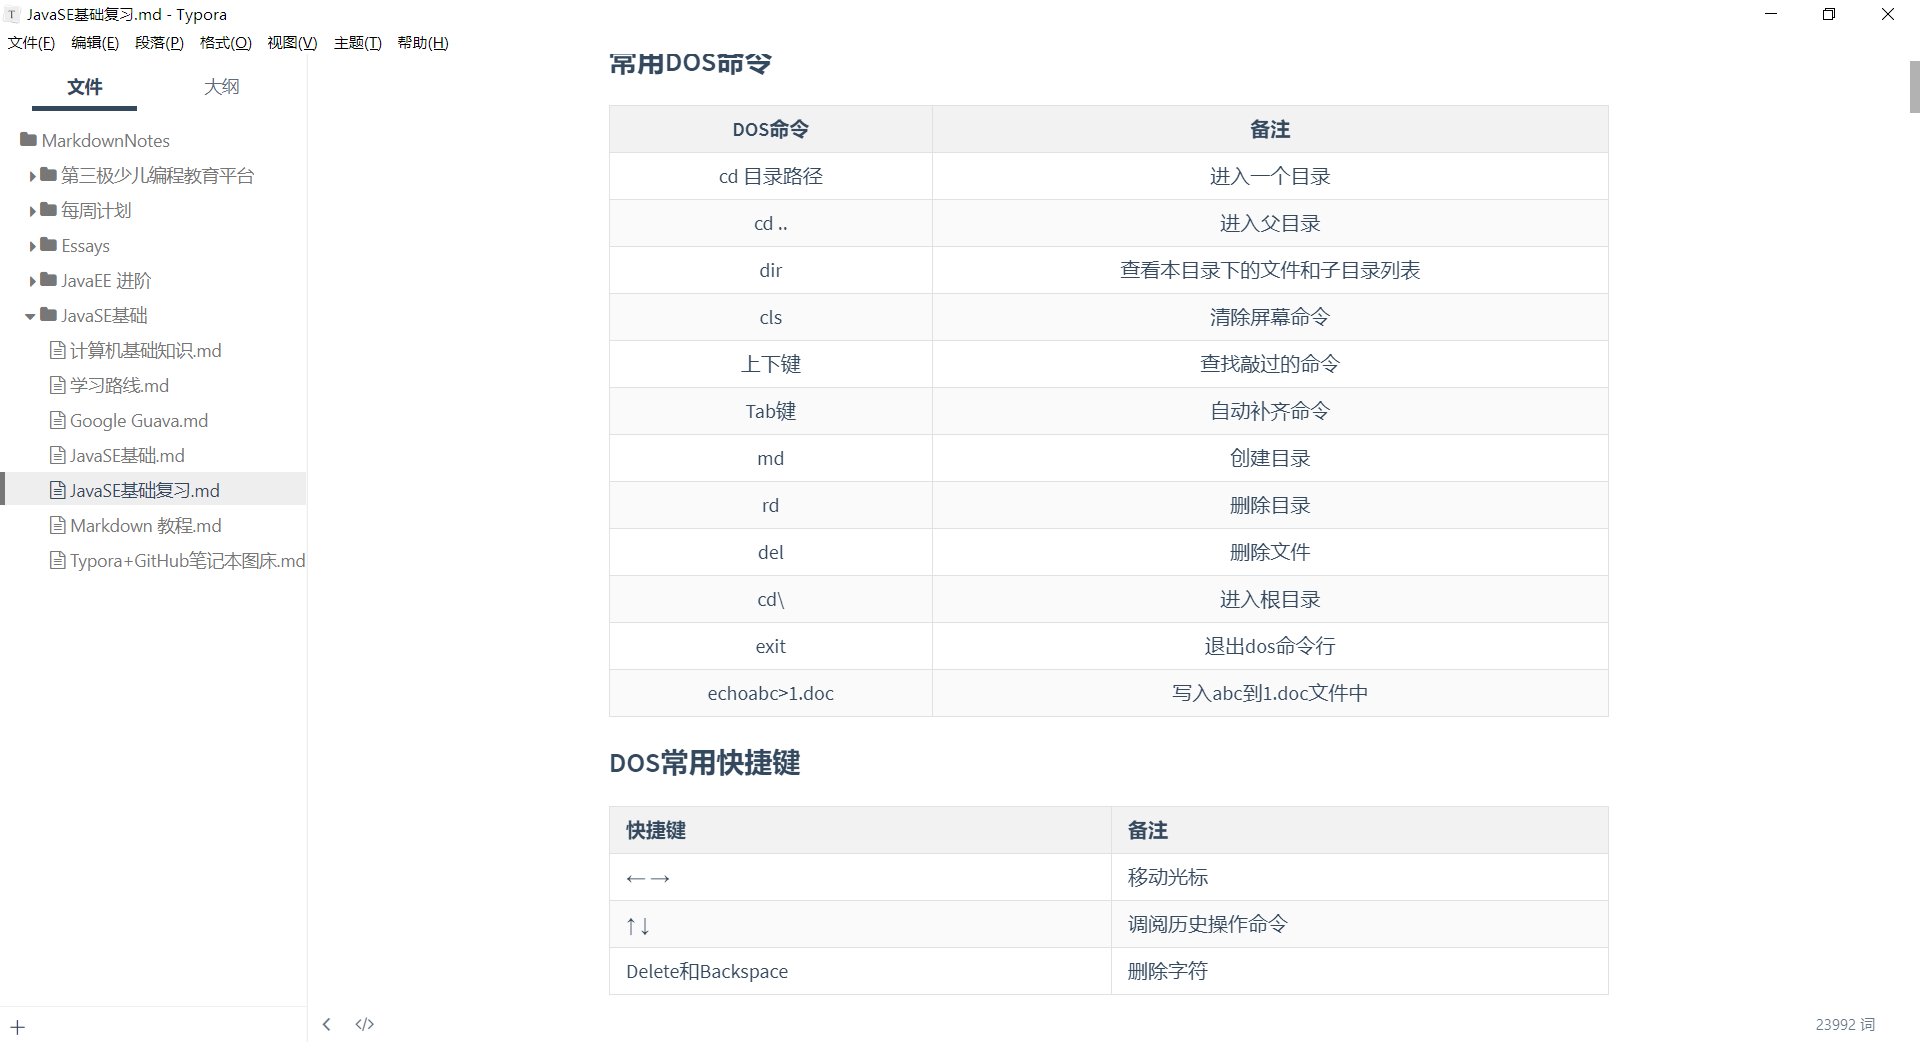 JavaSE基础复习.md - Typora
文件(F) 编辑(E) 段落(P) 格式(O) 视图(V) 主题(T) 帮助(H)
文件 大纲
MarkdownNotes
第三极少儿编程教育平台
每周计划
Essays
JavaEE 进阶
JavaSE基础
计算机基础知识.md
学习路线.md
Google Guava.md
JavaSE基础.md
JavaSE基础复习.md
Markdown 教程.md
Typora+GitHub笔记本图床.md
常用DOS命令
DOS命令 备注
cd 目录路径 进入一个目录
cd .. 进入父目录
dir 查看本目录下的文件和子目录列表
cls 清除屏幕命令
上下键 查找敲过的命令
Tab键 自动补齐命令
md 创建目录
rd 删除目录
del 删除文件
cd\ 进入根目录
exit 退出dos命令行
echoabc>1.doc 写入abc到1.doc文件中
DOS常用快捷键
快捷键 备注
←→ 移动光标
↑↓ 调阅历史操作命令
Delete和Backspace 删除字符
23992 词